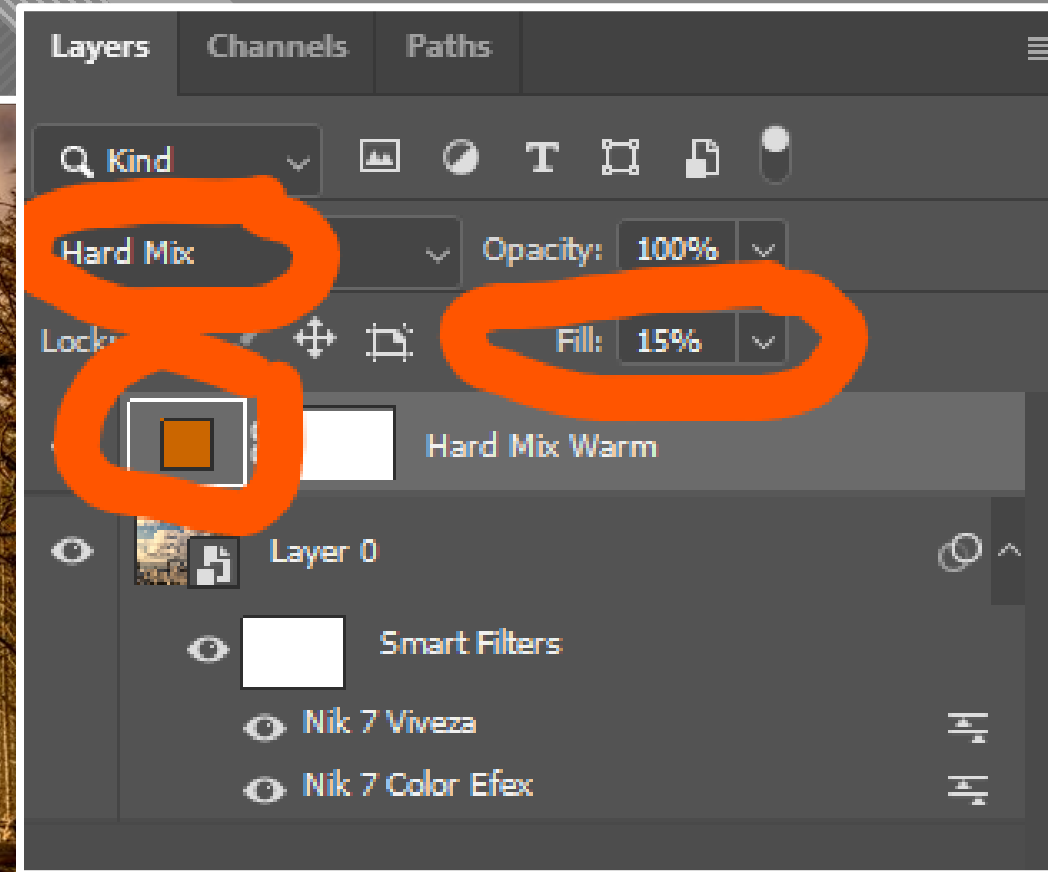 Layers Channels Paths
Kind T
Hard Mix Opacity: 100%
Fill: 15%
Hard Mix Warm
Layer 0
Smart Filters
Nik 7 Viveza
Nik 7 Color Efex